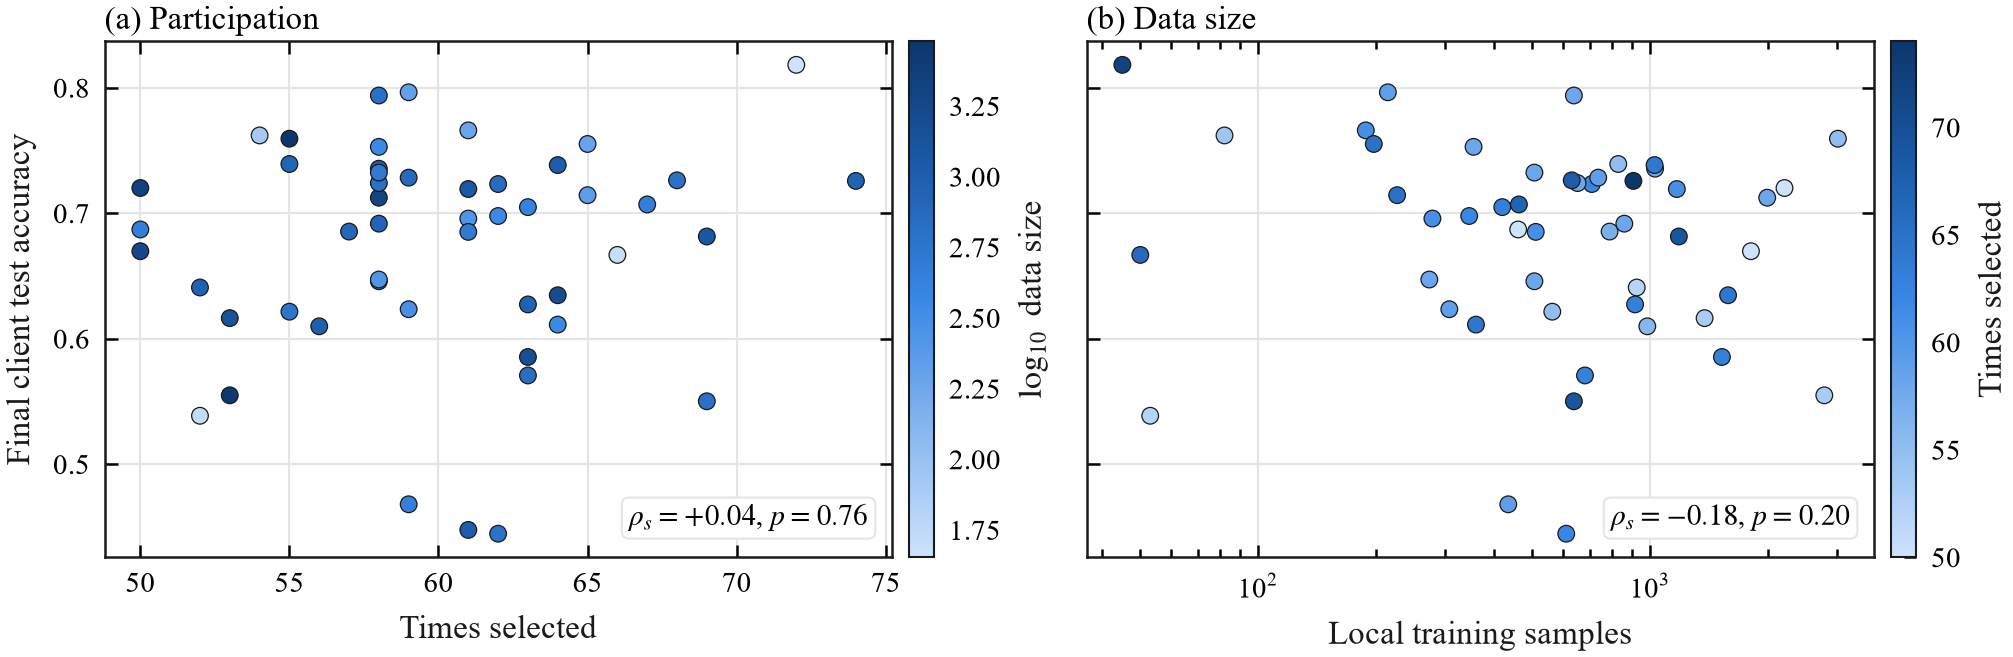 (a) Participation
Final client test accuracy
0.8
0.7
0.6
0.5
50
55
60
65
70
75
Times selected
ρₛ = +0.04, p = 0.76
3.25
3.00
2.75
2.50
2.25
2.00
1.75
log₁₀ data size
(b) Data size
10²
10³
Local training samples
ρₛ = −0.18, p = 0.20
70
65
60
55
50
Times selected